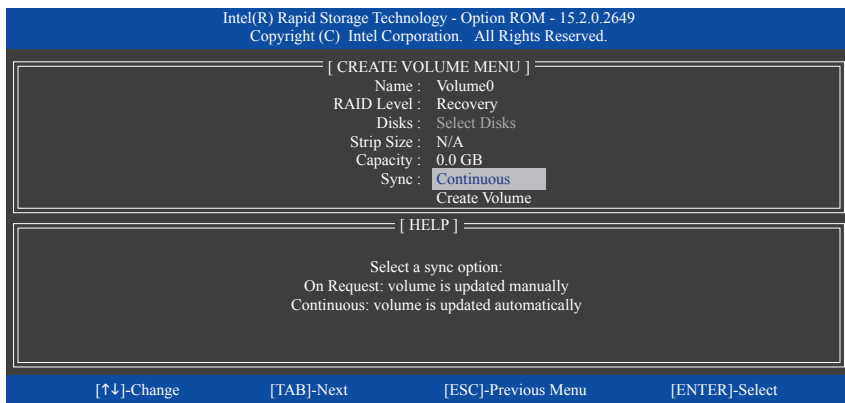 Intel(R) Rapid Storage Technology - Option ROM - 15.2.0.2649
Copyright (C) Intel Corporation. All Rights Reserved.
[ CREATE VOLUME MENU ]
Name : Volume0
RAID Level : Recovery
Disks : Select Disks
Strip Size : N/A
Capacity : 0.0 GB
Sync : Continuous
Create Volume
[ HELP ]
Select a sync option:
On Request: volume is updated manually
Continuous: volume is updated automatically
[↑↓]-Change [TAB]-Next [ESC]-Previous Menu [ENTER]-Select